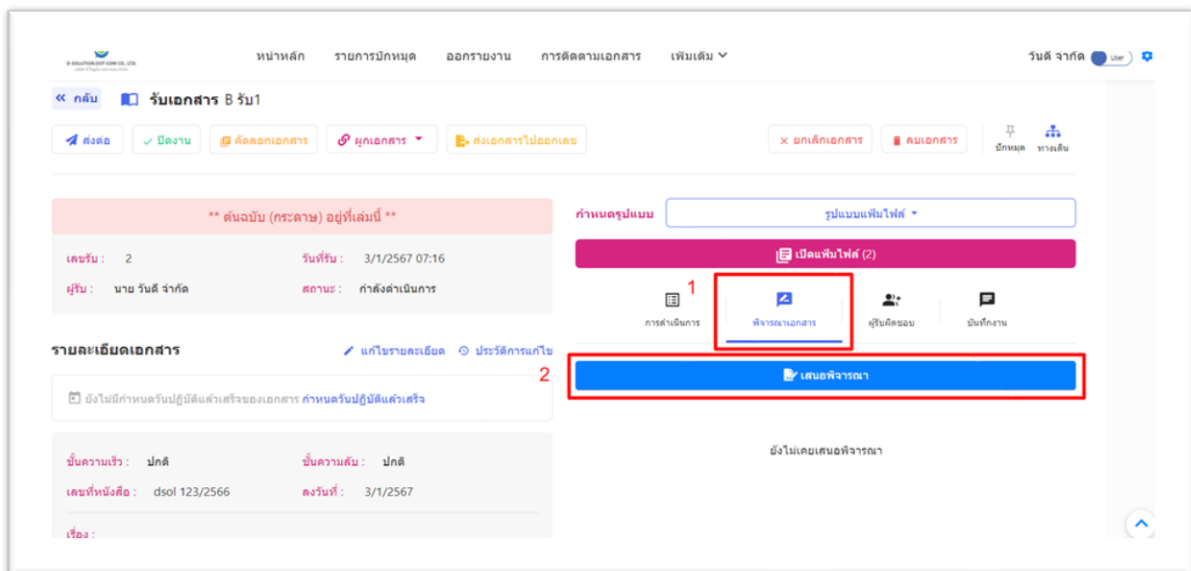 D-SOLUTION DOT COM CO., LTD.
หน้าหลัก รายการปักหมุด ออกรายงาน การติดตามเอกสาร เพิ่มเติม
วันดี จำกัด User
« กลับ รับเอกสาร B รับ1
ส่งต่อ ปิดงาน คัดลอกเอกสาร ผูกเอกสาร ส่งเอกสารไปออกเลข × ยกเลิกเอกสาร ลบเอกสาร ปักหมุด ทางเดิน
** ต้นฉบับ (กระดาษ) อยู่ที่เล่มนี้ **
กำหนดรูปแบบ รูปแบบแฟ้มไฟล์
เลขรับ : 2 วันที่รับ : 3/1/2567 07:16
เปิดแฟ้มไฟล์ (2)
ผู้รับ : นาย วันดี จำกัด สถานะ : กำลังดำเนินการ
1
การดำเนินการ พิจารณาเอกสาร ผู้รับผิดชอบ บันทึกงาน
รายละเอียดเอกสาร แก้ไขรายละเอียด ประวัติการแก้ไข
2
เสนอพิจารณา
ยังไม่มีกำหนดวันปฏิบัติแล้วเสร็จของเอกสาร กำหนดวันปฏิบัติแล้วเสร็จ
ยังไม่เคยเสนอพิจารณา
ชั้นความเร็ว : ปกติ ชั้นความลับ : ปกติ
เลขที่หนังสือ : dsol 123/2566 ลงวันที่ : 3/1/2567
เรื่อง :